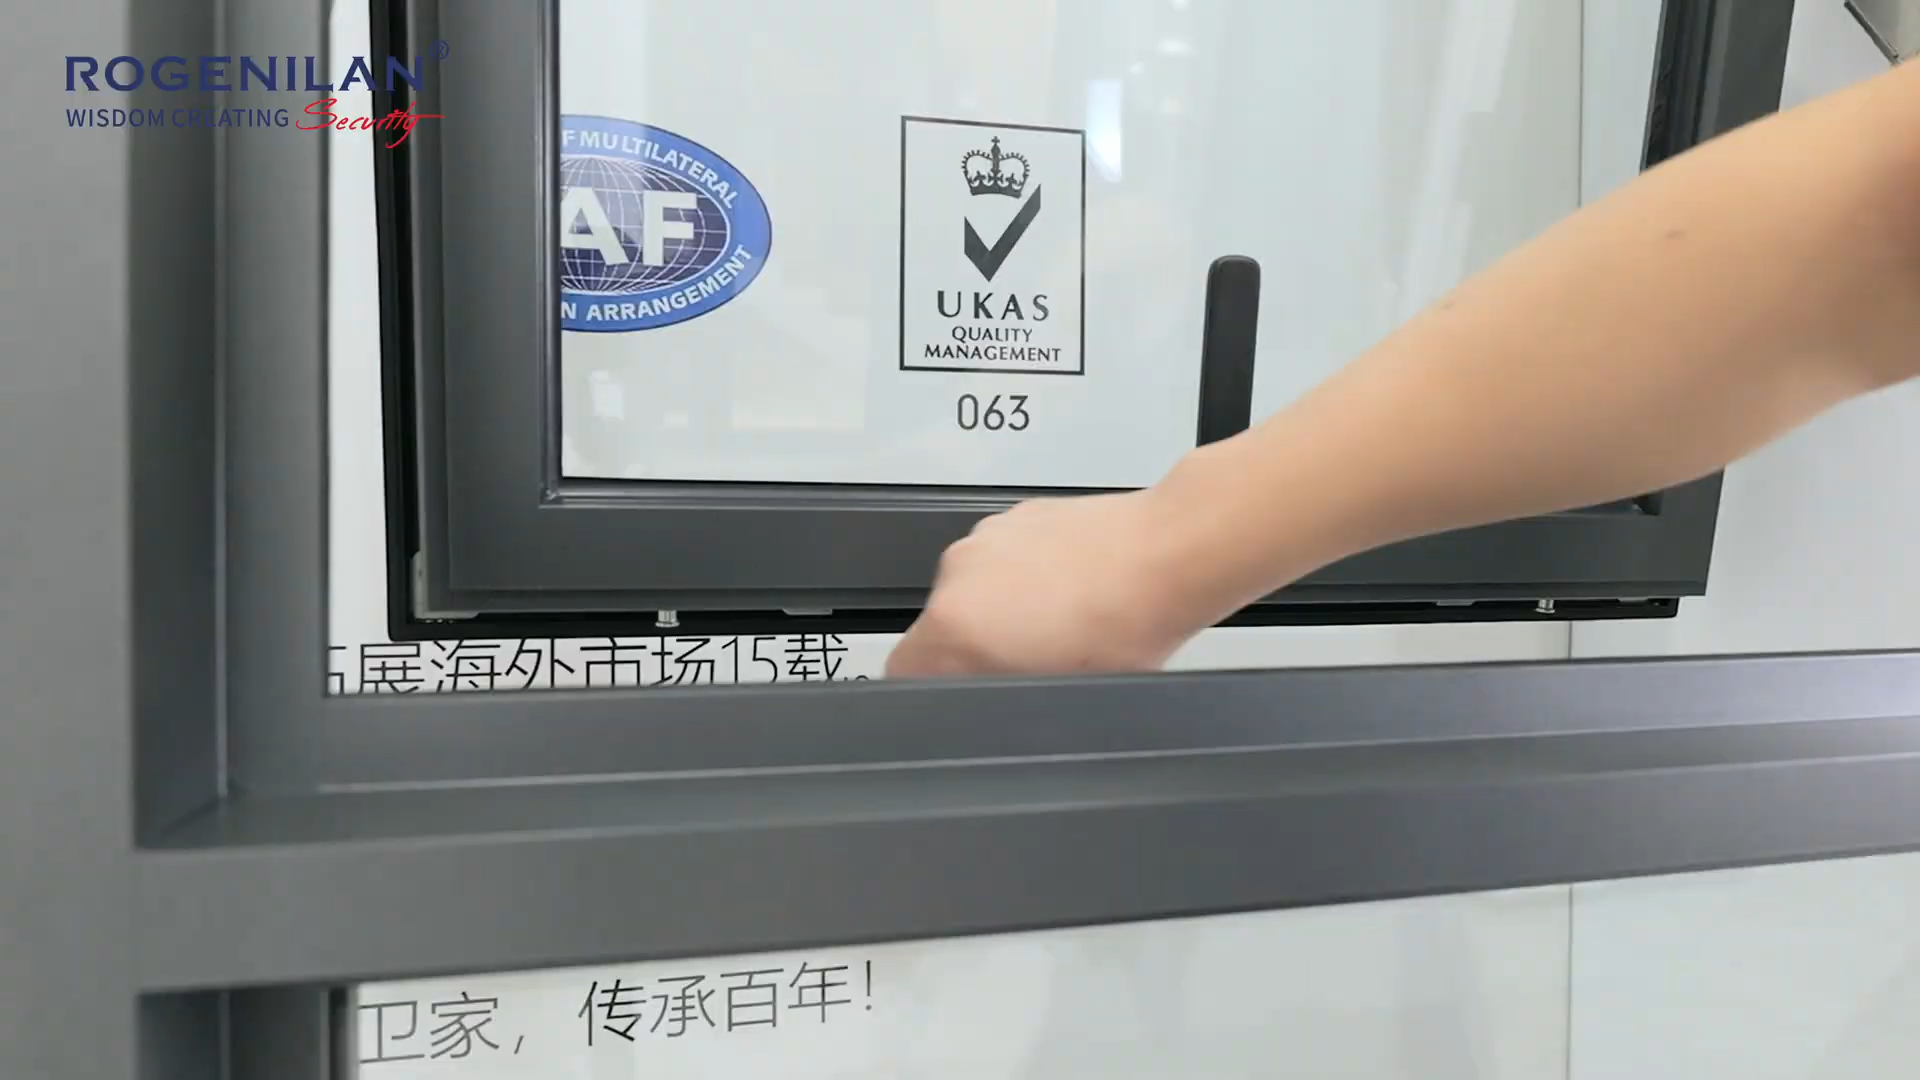 ROGENILAN®
WISDOM CREATING Security
F MULTILATERAL
AF
N ARRANGEMENT
UKAS
QUALITY
MANAGEMENT
063
展海外市场15载。
卫家，传承百年！